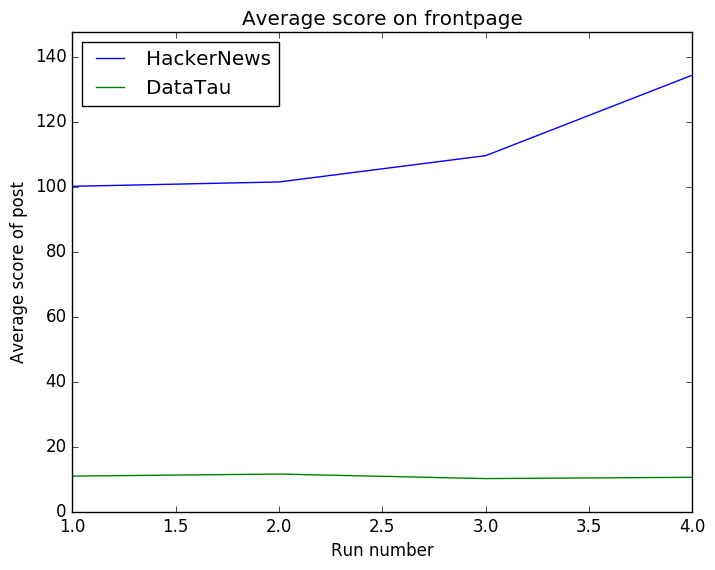 Average score on frontpage
HackerNews
DataTau
Average score of post
140
120
100
80
60
40
20
0
1.0 1.5 2.0 2.5 3.0 3.5 4.0
Run number